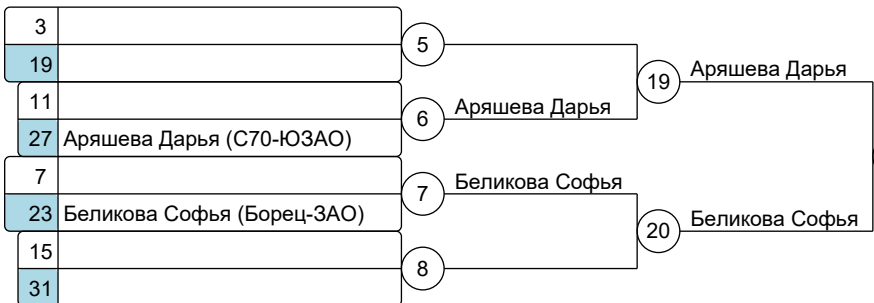 3
19
5
11
27 Аряшева Дарья (С70-ЮЗАО)
6 Аряшева Дарья
19 Аряшева Дарья
7
23 Беликова Софья (Борец-ЗАО)
7 Беликова Софья
15
31
8
20 Беликова Софья